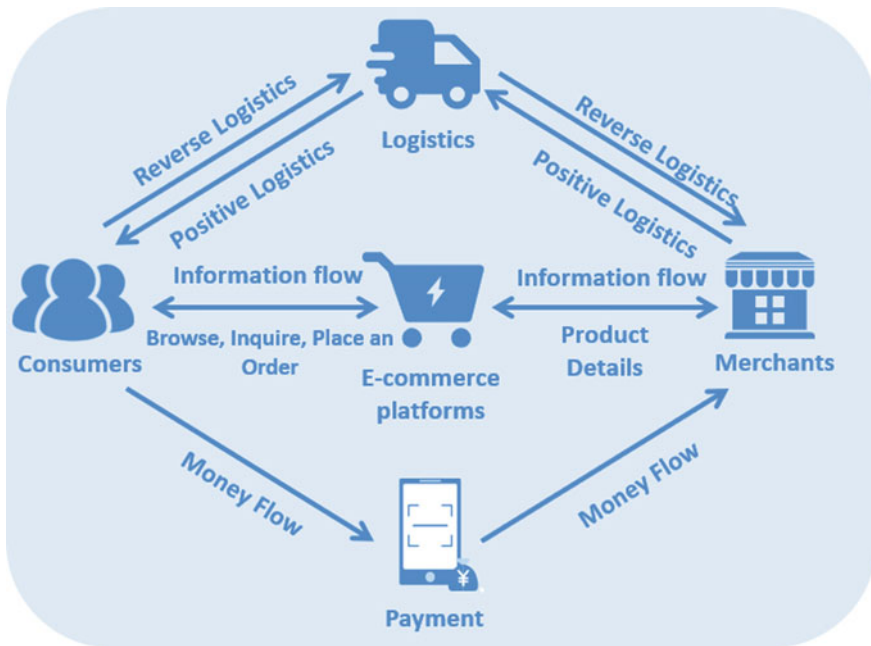 Logistics
Reverse Logistics
Positive Logistics
Reverse Logistics
Positive Logistics
Information flow
Browse, Inquire, Place an
Order
Information flow
Product
Details
Consumers
E-commerce
platforms
Merchants
Money Flow
Money Flow
¥
Payment